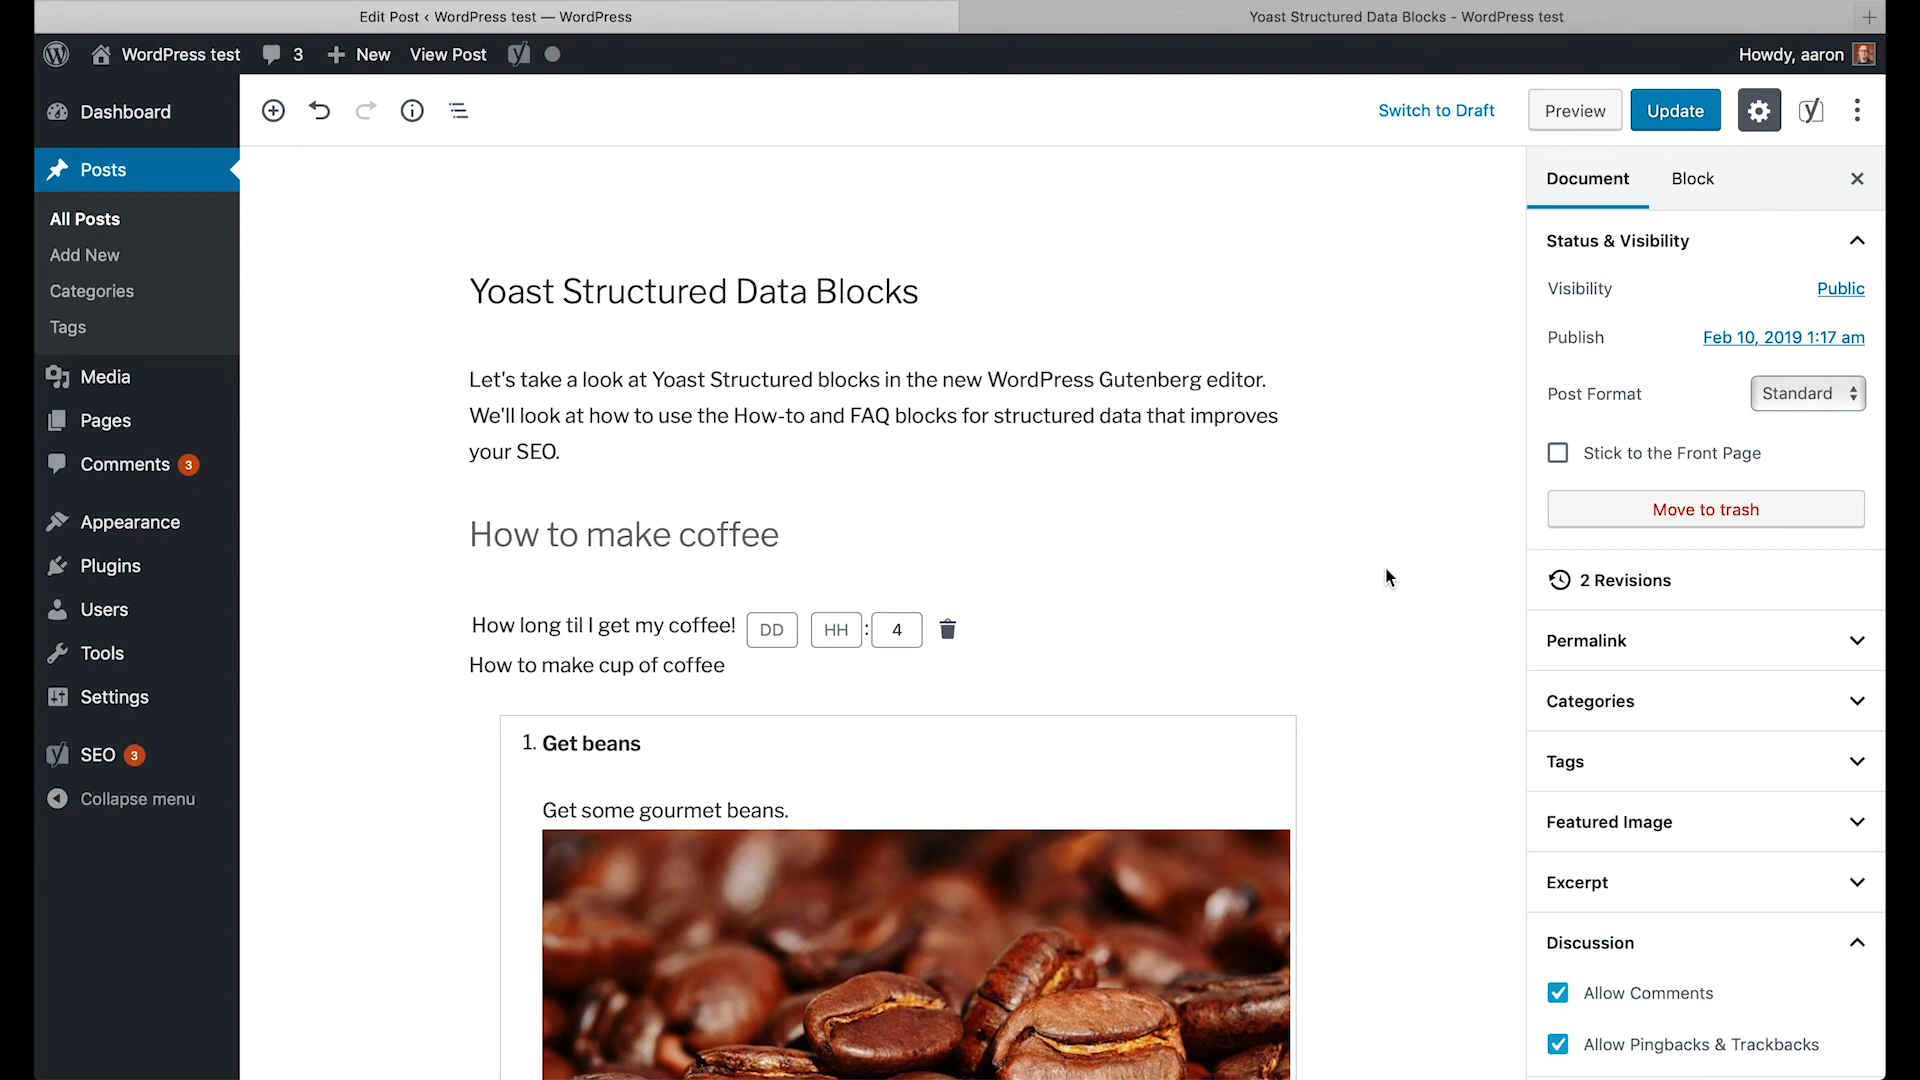 Edit Post ‹ WordPress test — WordPress
Yoast Structured Data Blocks - WordPress test
WordPress test
3
New
View Post
Howdy, aaron
Dashboard
Posts
All Posts
Add New
Categories
Tags
Media
Pages
Comments 3
Appearance
Plugins
Users
Tools
Settings
SEO 3
Collapse menu
Switch to Draft
Preview
Update
Yoast Structured Data Blocks
Let's take a look at Yoast Structured blocks in the new WordPress Gutenberg editor.
We'll look at how to use the How-to and FAQ blocks for structured data that improves
your SEO.
How to make coffee
How long til I get my coffee! DD HH : 4
How to make cup of coffee
1. Get beans
Get some gourmet beans.
Document
Block
Status & Visibility
Visibility Public
Publish Feb 10, 2019 1:17 am
Post Format Standard
Stick to the Front Page
Move to trash
2 Revisions
Permalink
Categories
Tags
Featured Image
Excerpt
Discussion
Allow Comments
Allow Pingbacks & Trackbacks